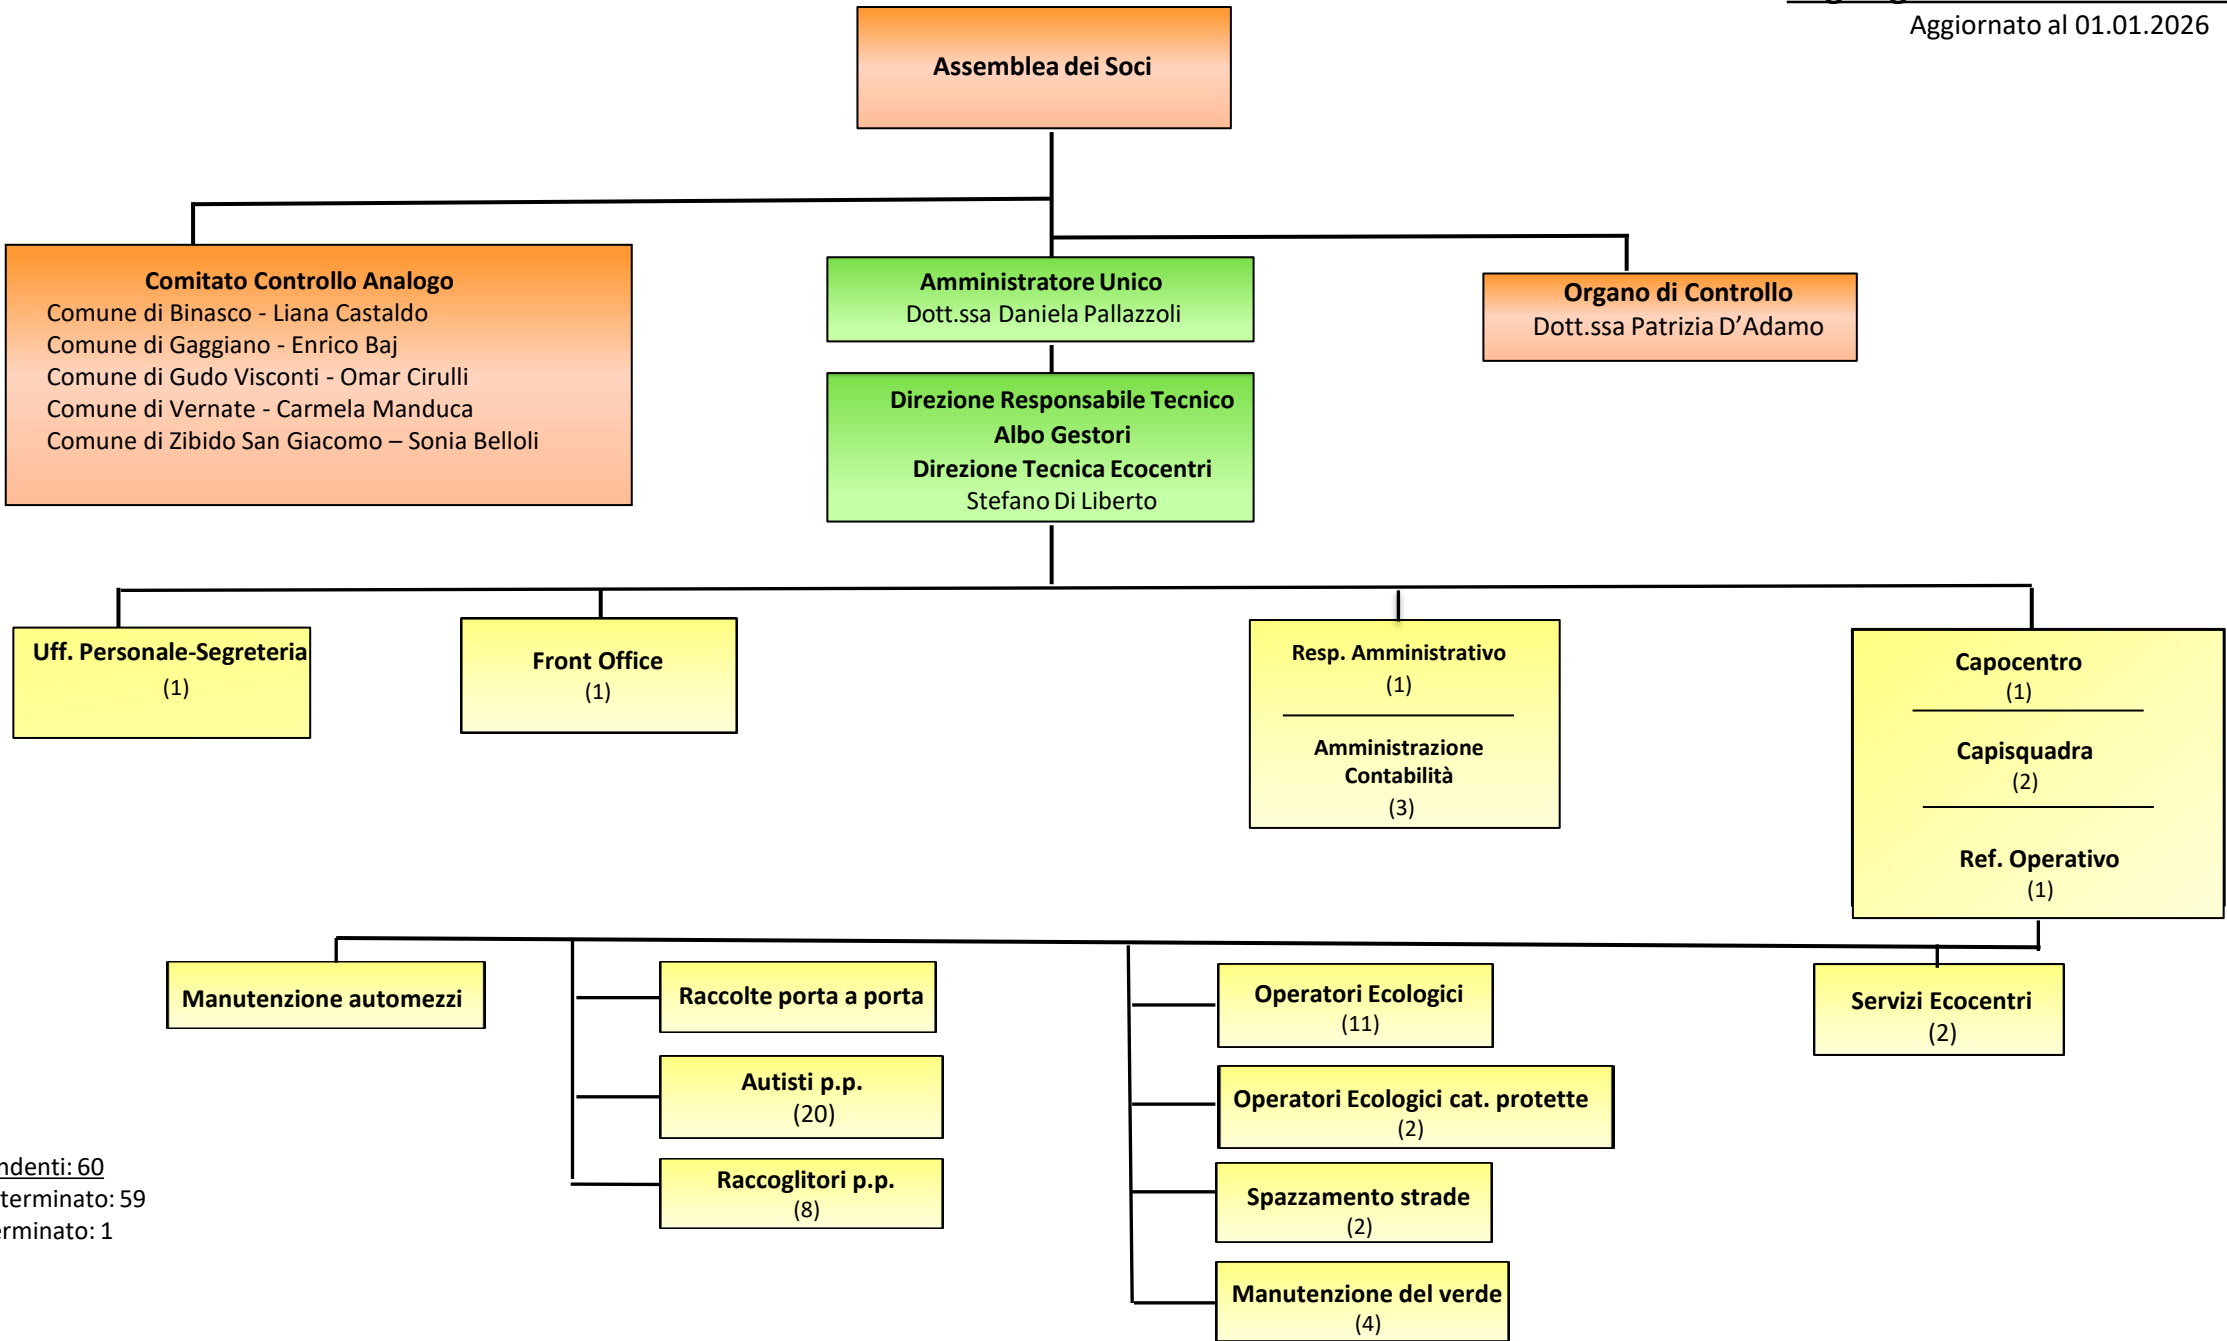 Aggiornato al 01.01.2026
Assemblea dei Soci
Comitato Controllo Analogo
Comune di Binasco - Liana Castaldo
Comune di Gaggiano - Enrico Baj
Comune di Gudo Visconti - Omar Cirulli
Comune di Vernate - Carmela Manduca
Comune di Zibido San Giacomo – Sonia Belloli
Amministratore Unico
Dott.ssa Daniela Pallazzoli
Organo di Controllo
Dott.ssa Patrizia D’Adamo
Direzione Responsabile Tecnico
Albo Gestori
Direzione Tecnica Ecocentri
Stefano Di Liberto
Uff. Personale-Segreteria
(1)
Front Office
(1)
Resp. Amministrativo
(1)
Amministrazione
Contabilità
(3)
Capocentro
(1)
Capisquadra
(2)
Ref. Operativo
(1)
Manutenzione automezzi
Raccolte porta a porta
Autisti p.p.
(20)
Raccoglitori p.p.
(8)
Operatori Ecologici
(11)
Operatori Ecologici cat. protette
(2)
Spazzamento strade
(2)
Manutenzione del verde
(4)
Servizi Ecocentri
(2)
ndenti: 60
terminato: 59
erminato: 1